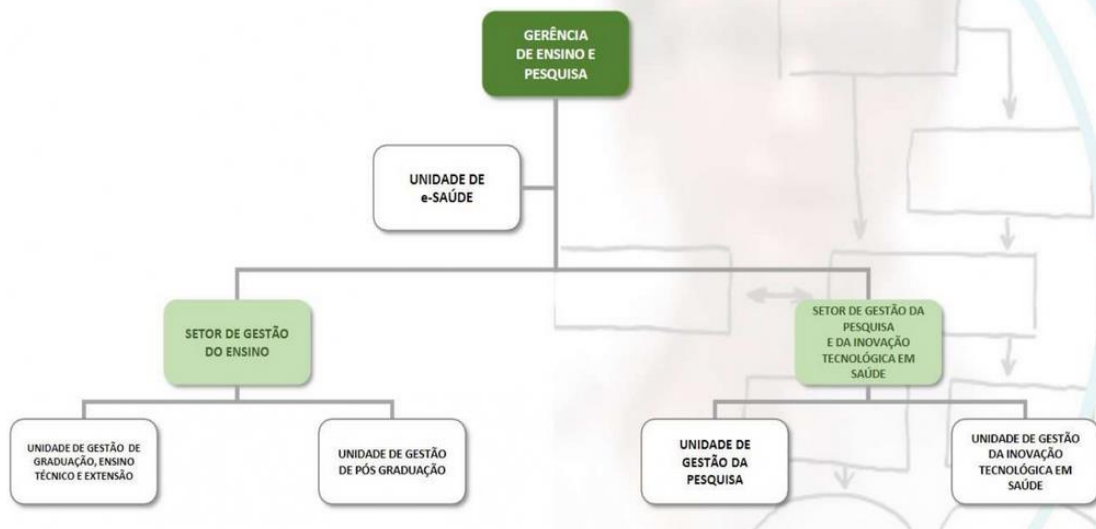 GERÊNCIA
DE ENSINO E
PESQUISA
UNIDADE DE
e-SAÚDE
SETOR DE GESTÃO
DO ENSINO
SETOR DE GESTÃO DA
PESQUISA
E DA INOVAÇÃO
TECNOLÓGICA EM
SAÚDE
UNIDADE DE GESTÃO DE
GRADUAÇÃO, ENSINO
TÉCNICO E EXTENSÃO
UNIDADE DE GESTÃO
DE PÓS GRADUAÇÃO
UNIDADE DE
GESTÃO DA
PESQUISA
UNIDADE DE GESTÃO
DA INOVAÇÃO
TECNOLÓGICA EM
SAÚDE